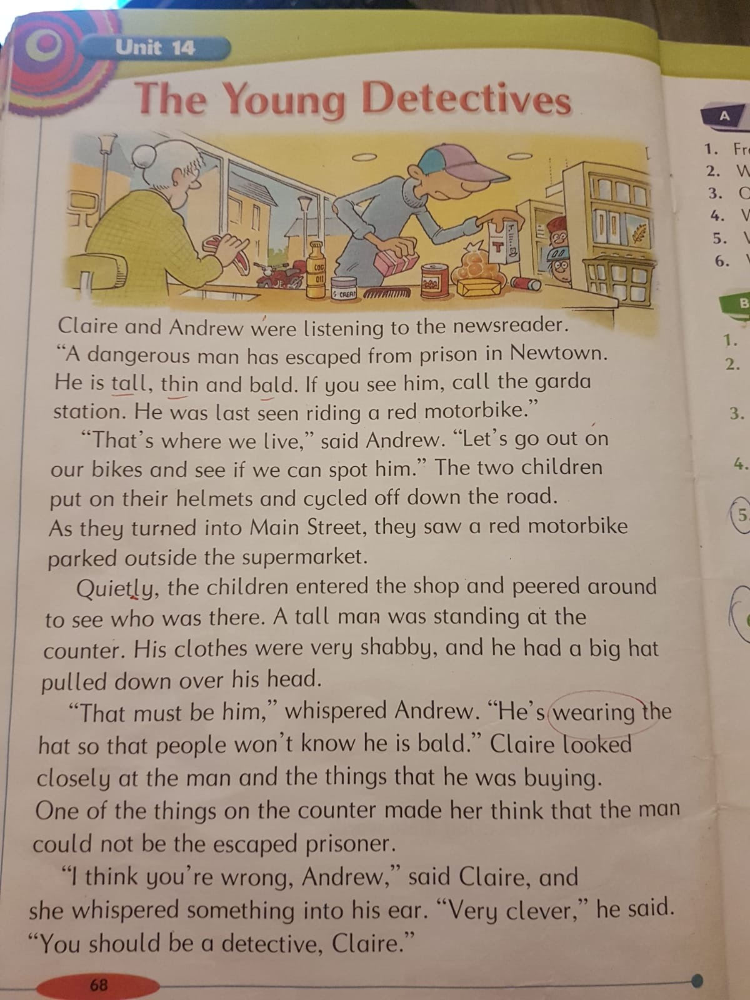 Unit 14
The Young Detectives
COD
OIL
S CREAM
T
Claire and Andrew were listening to the newsreader.
“A dangerous man has escaped from prison in Newtown.
He is tall, thin and bald. If you see him, call the garda
station. He was last seen riding a red motorbike.”
“That’s where we live,” said Andrew. “Let’s go out on
our bikes and see if we can spot him.” The two children
put on their helmets and cycled off down the road.
As they turned into Main Street, they saw a red motorbike
parked outside the supermarket.
Quietly, the children entered the shop and peered around
to see who was there. A tall man was standing at the
counter. His clothes were very shabby, and he had a big hat
pulled down over his head.
“That must be him,” whispered Andrew. “He’s wearing the
hat so that people won’t know he is bald.” Claire looked
closely at the man and the things that he was buying.
One of the things on the counter made her think that the man
could not be the escaped prisoner.
“I think you’re wrong, Andrew,” said Claire, and
she whispered something into his ear. “Very clever,” he said.
“You should be a detective, Claire.”
68
A
1.
2.
3.
4.
5.
6.
B
1.
2.
3.
4.
5.